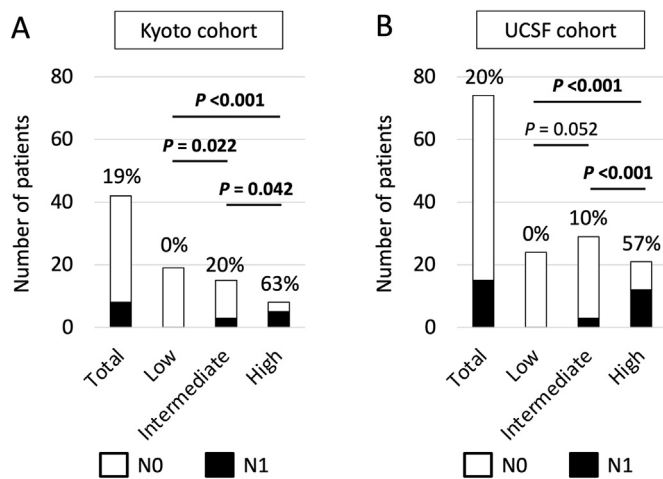 A
Kyoto cohort
Number of patients
80
60
40
20
0
19%
0%
20%
63%
P <0.001
P = 0.022
P = 0.042
Total
Low
Intermediate
High
N0
N1
B
UCSF cohort
Number of patients
80
60
40
20
0
20%
0%
10%
57%
P <0.001
P = 0.052
P <0.001
Total
Low
Intermediate
High
N0
N1